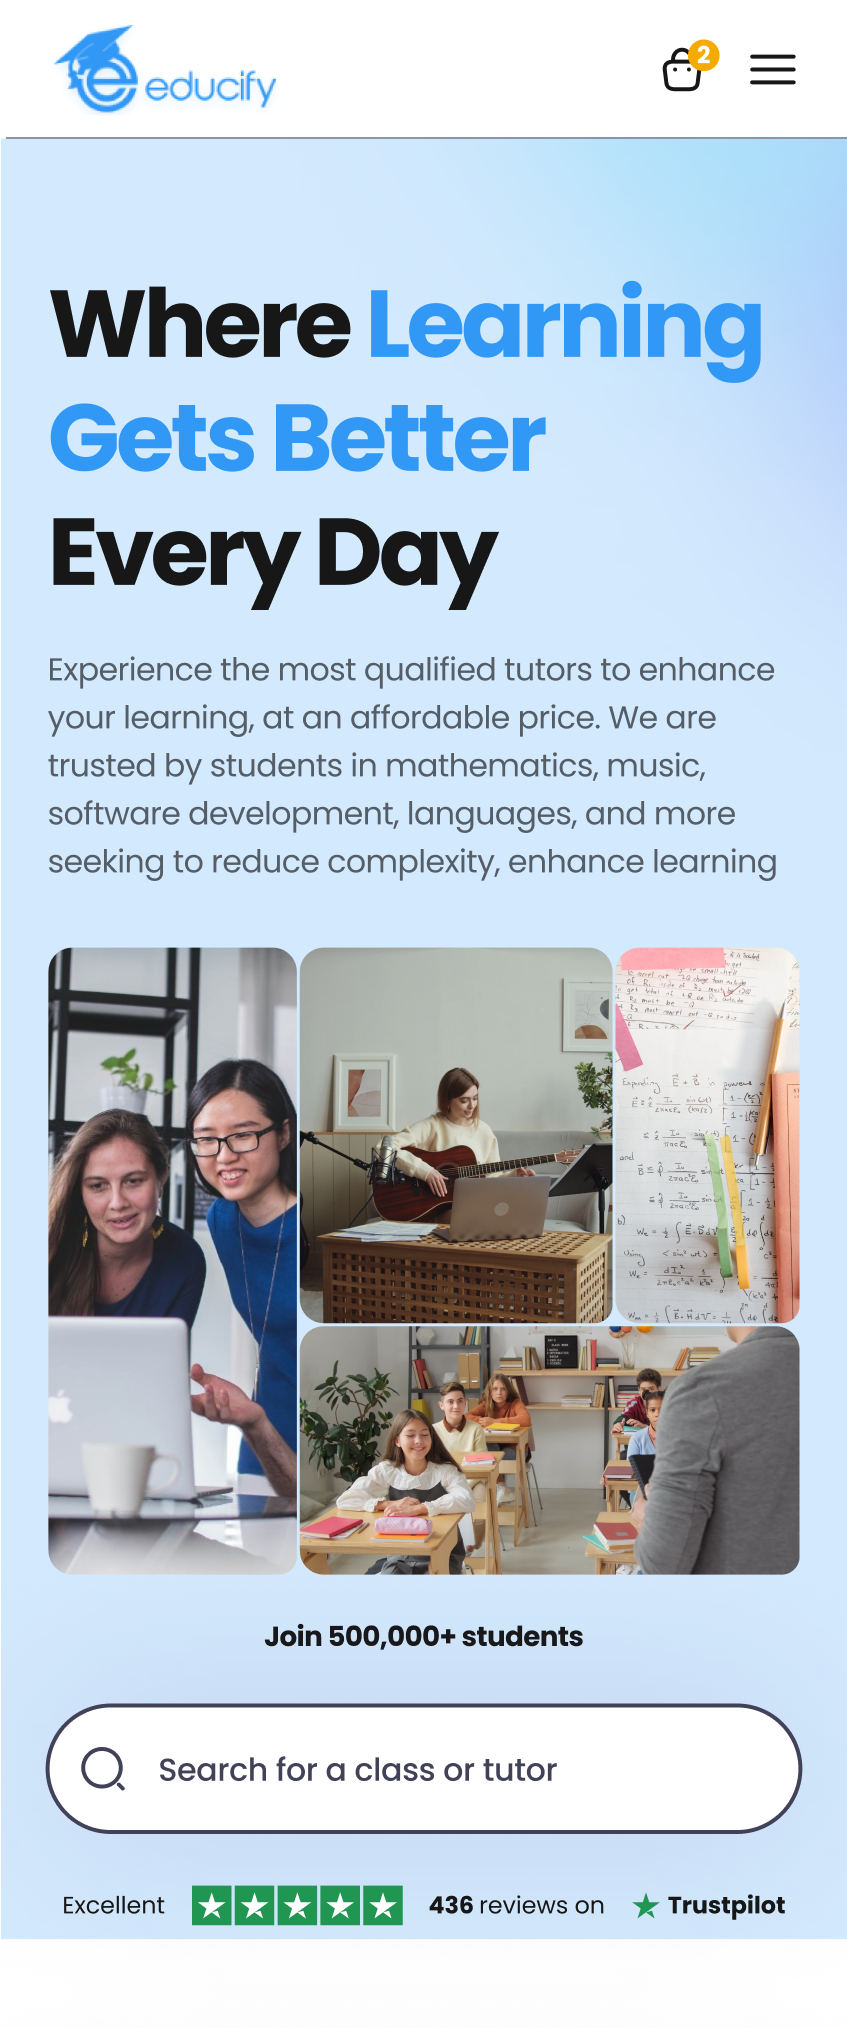 educify
2
Where Learning
Gets Better
Every Day
Experience the most qualified tutors to enhance
your learning, at an affordable price. We are
trusted by students in mathematics, music,
software development, languages, and more
seeking to reduce complexity, enhance learning
Join 500,000+ students
Search for a class or tutor
Excellent 436 reviews on Trustpilot